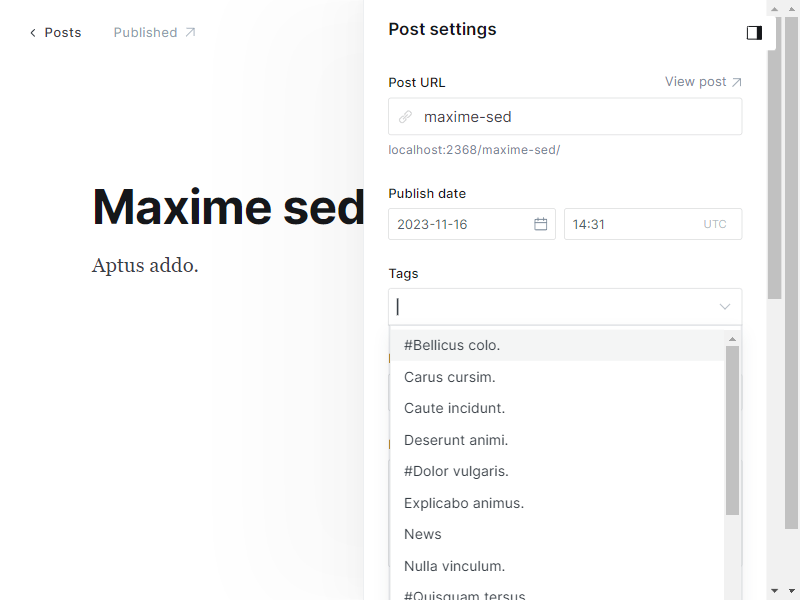 Posts
Published
Maxime sed
Aptus addo.
Post settings
Post URL
View post
maxime-sed
localhost:2368/maxime-sed/
Publish date
2023-11-16
14:31
UTC
Tags
#Bellicus colo.
Carus cursim.
Caute incidunt.
Deserunt animi.
#Dolor vulgaris.
Explicabo animus.
News
Nulla vinculum.
#Quisquam tersus